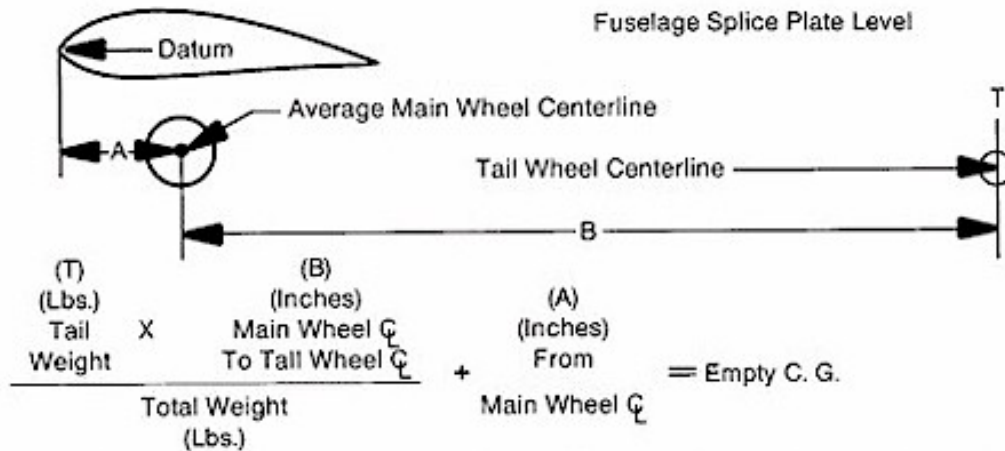 Fuselage Splice Plate Level
Datum
Average Main Wheel Centerline
T
A
Tail Wheel Centerline
B
(T) (B) (A)
(Lbs.) (Inches) (Inches)
Tail X Main Wheel ℄ From
Weight To Tall Wheel ℄ + Main Wheel ℄ = Empty C. G.
Total Weight
(Lbs.)